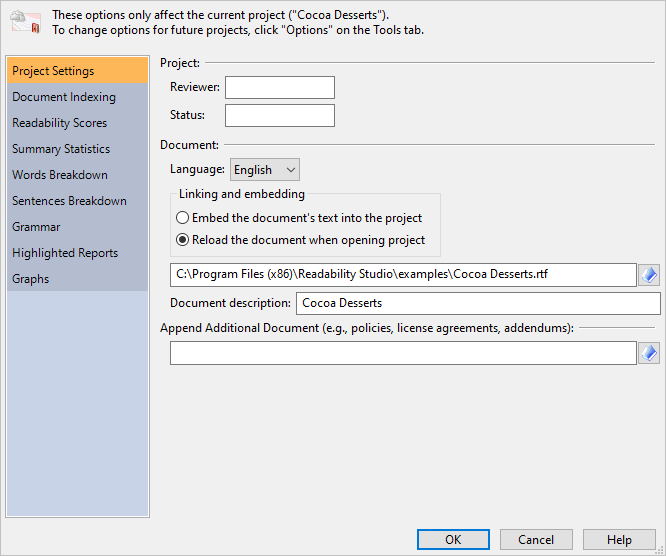 These options only affect the current project ("Cocoa Desserts").
To change options for future projects, click "Options" on the Tools tab.
Project Settings
Document Indexing
Readability Scores
Summary Statistics
Words Breakdown
Sentences Breakdown
Grammar
Highlighted Reports
Graphs
Project:
Reviewer:
Status:
Document:
Language: English
Linking and embedding
Embed the document's text into the project
Reload the document when opening project
C:\Program Files (x86)\Readability Studio\examples\Cocoa Desserts.rtf
Document description: Cocoa Desserts
Append Additional Document (e.g., policies, license agreements, addendums):
OK Cancel Help